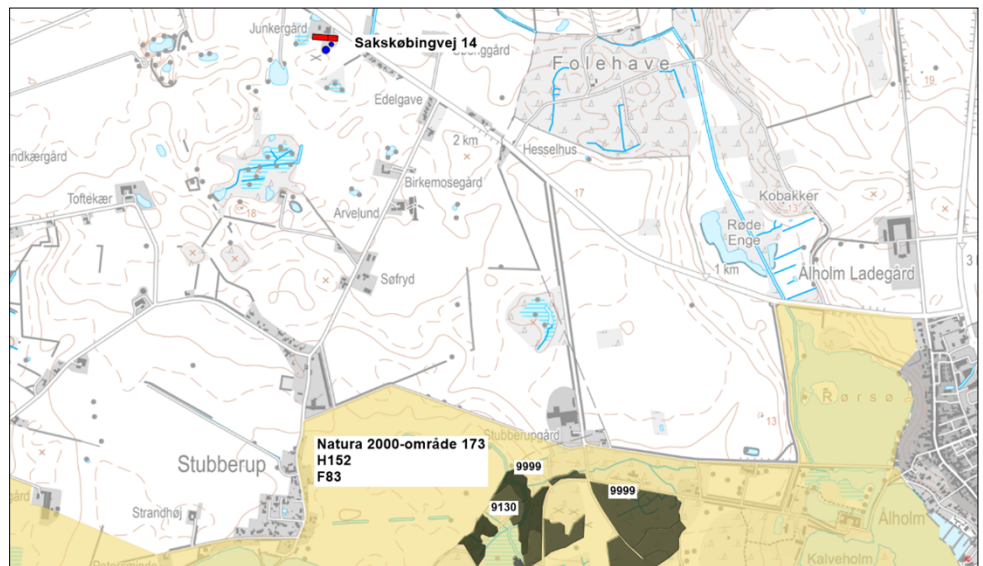 Junkergård
Sakskøbingvej 14
Folehave
19
Edelgave
2 km
Hesselhus
Birkemosegård
17
Toftekær
Arvelund
18
Kobakker
13
Røde
Enge
1 km
Ålholm Ladegård
3
Søfryd
Rørsø
13
6
Stubberupgård
Natura 2000-område 173
H152
F83
Stubberup
9999
9999
9130
Strandhøj
Ålholm
Kalveholm